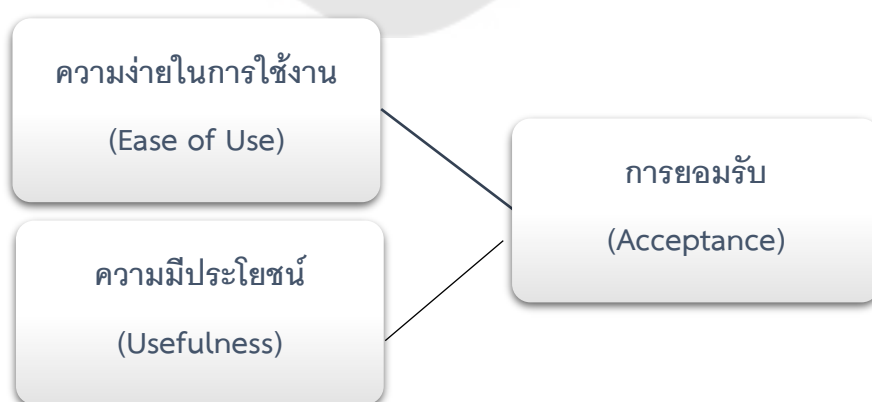 ความง่ายในการใช้งาน
(Ease of Use)
การยอมรับ
(Acceptance)
ความมีประโยชน์
(Usefulness)